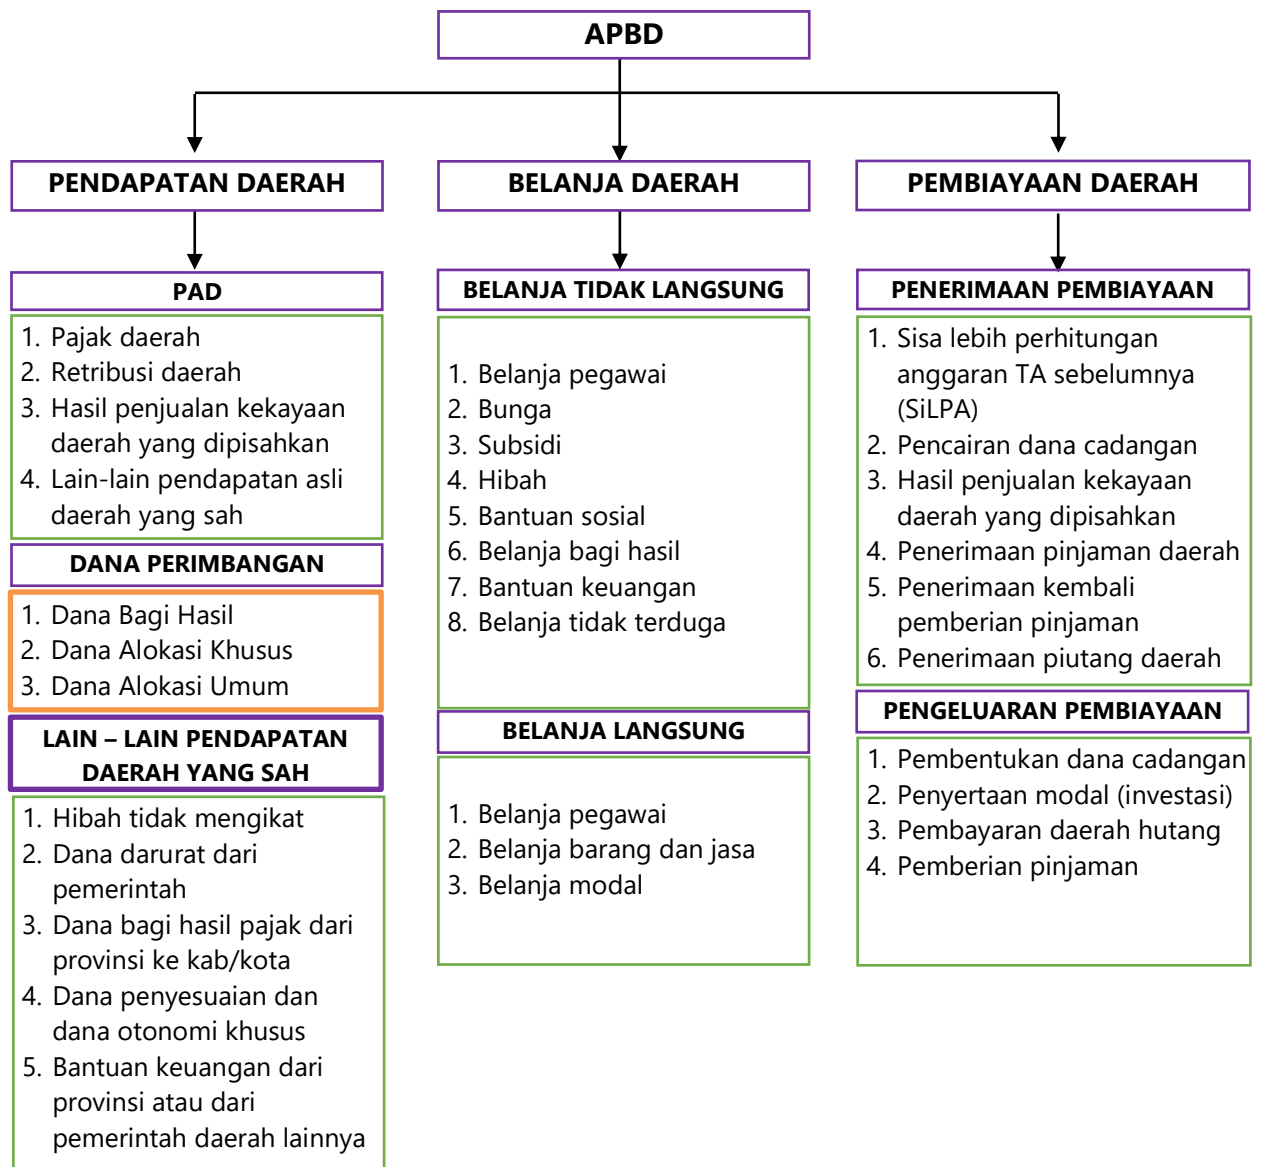 APBD
PENDAPATAN DAERAH
PAD
1. Pajak daerah
2. Retribusi daerah
3. Hasil penjualan kekayaan
daerah yang dipisahkan
4. Lain-lain pendapatan asli
daerah yang sah
DANA PERIMBANGAN
1. Dana Bagi Hasil
2. Dana Alokasi Khusus
3. Dana Alokasi Umum
LAIN – LAIN PENDAPATAN
DAERAH YANG SAH
1. Hibah tidak mengikat
2. Dana darurat dari
pemerintah
3. Dana bagi hasil pajak dari
provinsi ke kab/kota
4. Dana penyesuaian dan
dana otonomi khusus
5. Bantuan keuangan dari
provinsi atau dari
pemerintah daerah lainnya
BELANJA DAERAH
BELANJA TIDAK LANGSUNG
1. Belanja pegawai
2. Bunga
3. Subsidi
4. Hibah
5. Bantuan sosial
6. Belanja bagi hasil
7. Bantuan keuangan
8. Belanja tidak terduga
BELANJA LANGSUNG
1. Belanja pegawai
2. Belanja barang dan jasa
3. Belanja modal
PEMBIAYAAN DAERAH
PENERIMAAN PEMBIAYAAN
1. Sisa lebih perhitungan
anggaran TA sebelumnya
(SiLPA)
2. Pencairan dana cadangan
3. Hasil penjualan kekayaan
daerah yang dipisahkan
4. Penerimaan pinjaman daerah
5. Penerimaan kembali
pemberian pinjaman
6. Penerimaan piutang daerah
PENGELUARAN PEMBIAYAAN
1. Pembentukan dana cadangan
2. Penyertaan modal (investasi)
3. Pembayaran daerah hutang
4. Pemberian pinjaman